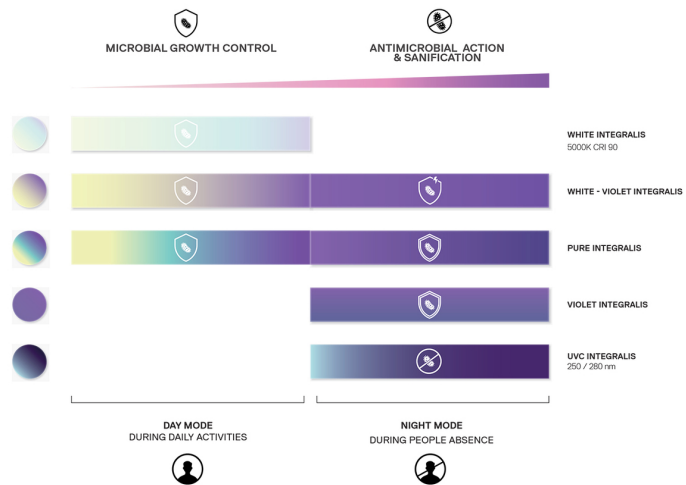 MICROBIAL GROWTH CONTROL
ANTIMICROBIAL ACTION
& SANIFICATION
WHITE INTEGRALIS
5000K CRI 90
WHITE - VIOLET INTEGRALIS
PURE INTEGRALIS
VIOLET INTEGRALIS
UVC INTEGRALIS
250 / 280 nm
DAY MODE
DURING DAILY ACTIVITIES
NIGHT MODE
DURING PEOPLE ABSENCE